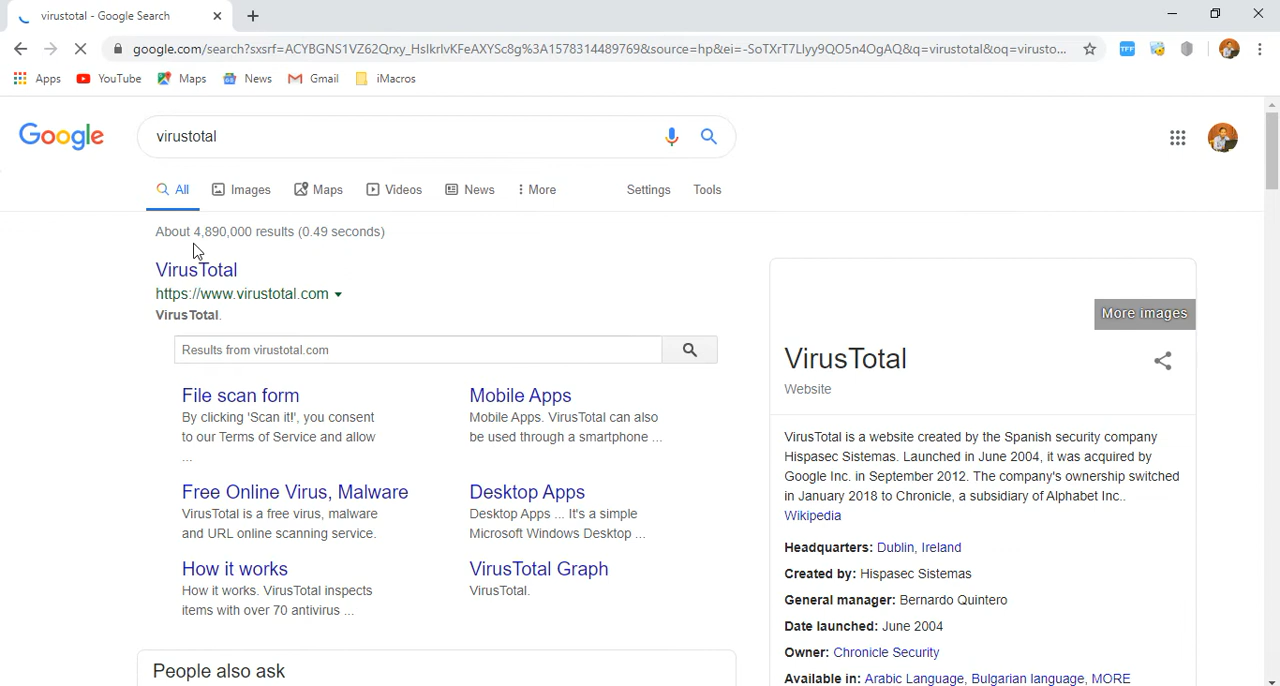 virustotal - Google Search
google.com/search?sxsrf=ACYBGNS1VZ62Qrxy_HslkrlvKFeAXYSc8g%3A1578314489769&source=hp&ei=-SoTXrT7Llyy9QO5n4OgAQ&q=virustotal&oq=virusto...
TFF
Apps YouTube Maps News Gmail iMacros
Google
virustotal
All Images Maps Videos News More Settings Tools
About 4,890,000 results (0.49 seconds)
VirusTotal
https://www.virustotal.com
VirusTotal.
Results from virustotal.com
File scan form
By clicking 'Scan it!', you consent
to our Terms of Service and allow
...
Mobile Apps
Mobile Apps. VirusTotal can also
be used through a smartphone ...
Free Online Virus, Malware
VirusTotal is a free virus, malware
and URL online scanning service.
Desktop Apps
Desktop Apps ... It's a simple
Microsoft Windows Desktop ...
How it works
How it works. VirusTotal inspects
items with over 70 antivirus ...
VirusTotal Graph
VirusTotal.
People also ask
More images
VirusTotal
Website
VirusTotal is a website created by the Spanish security company
Hispasec Sistemas. Launched in June 2004, it was acquired by
Google Inc. in September 2012. The company's ownership switched
in January 2018 to Chronicle, a subsidiary of Alphabet Inc..
Wikipedia
Headquarters: Dublin, Ireland
Created by: Hispasec Sistemas
General manager: Bernardo Quintero
Date launched: June 2004
Owner: Chronicle Security
Available in: Arabic Language, Bulgarian language, MORE